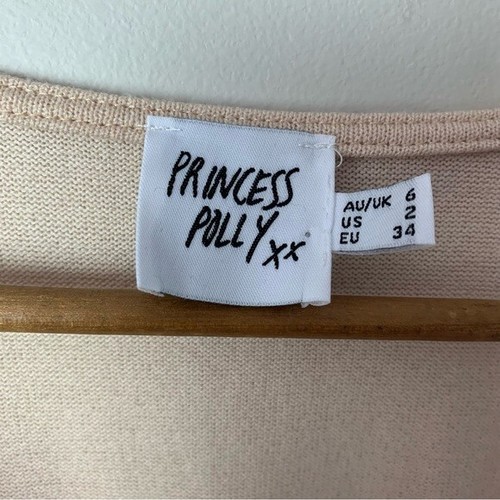 PRINCESS
POLLY xx
AU/UK 6
US 2
EU 34